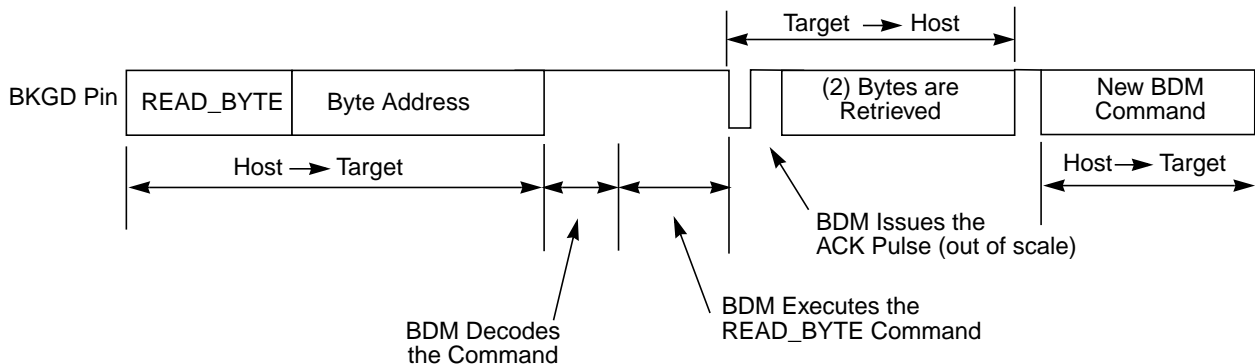 Target → Host
BKGD Pin
READ_BYTE
Byte Address
(2) Bytes are
Retrieved
New BDM
Command
Host → Target
Host → Target
BDM Issues the
ACK Pulse (out of scale)
BDM Decodes
the Command
BDM Executes the
READ_BYTE Command